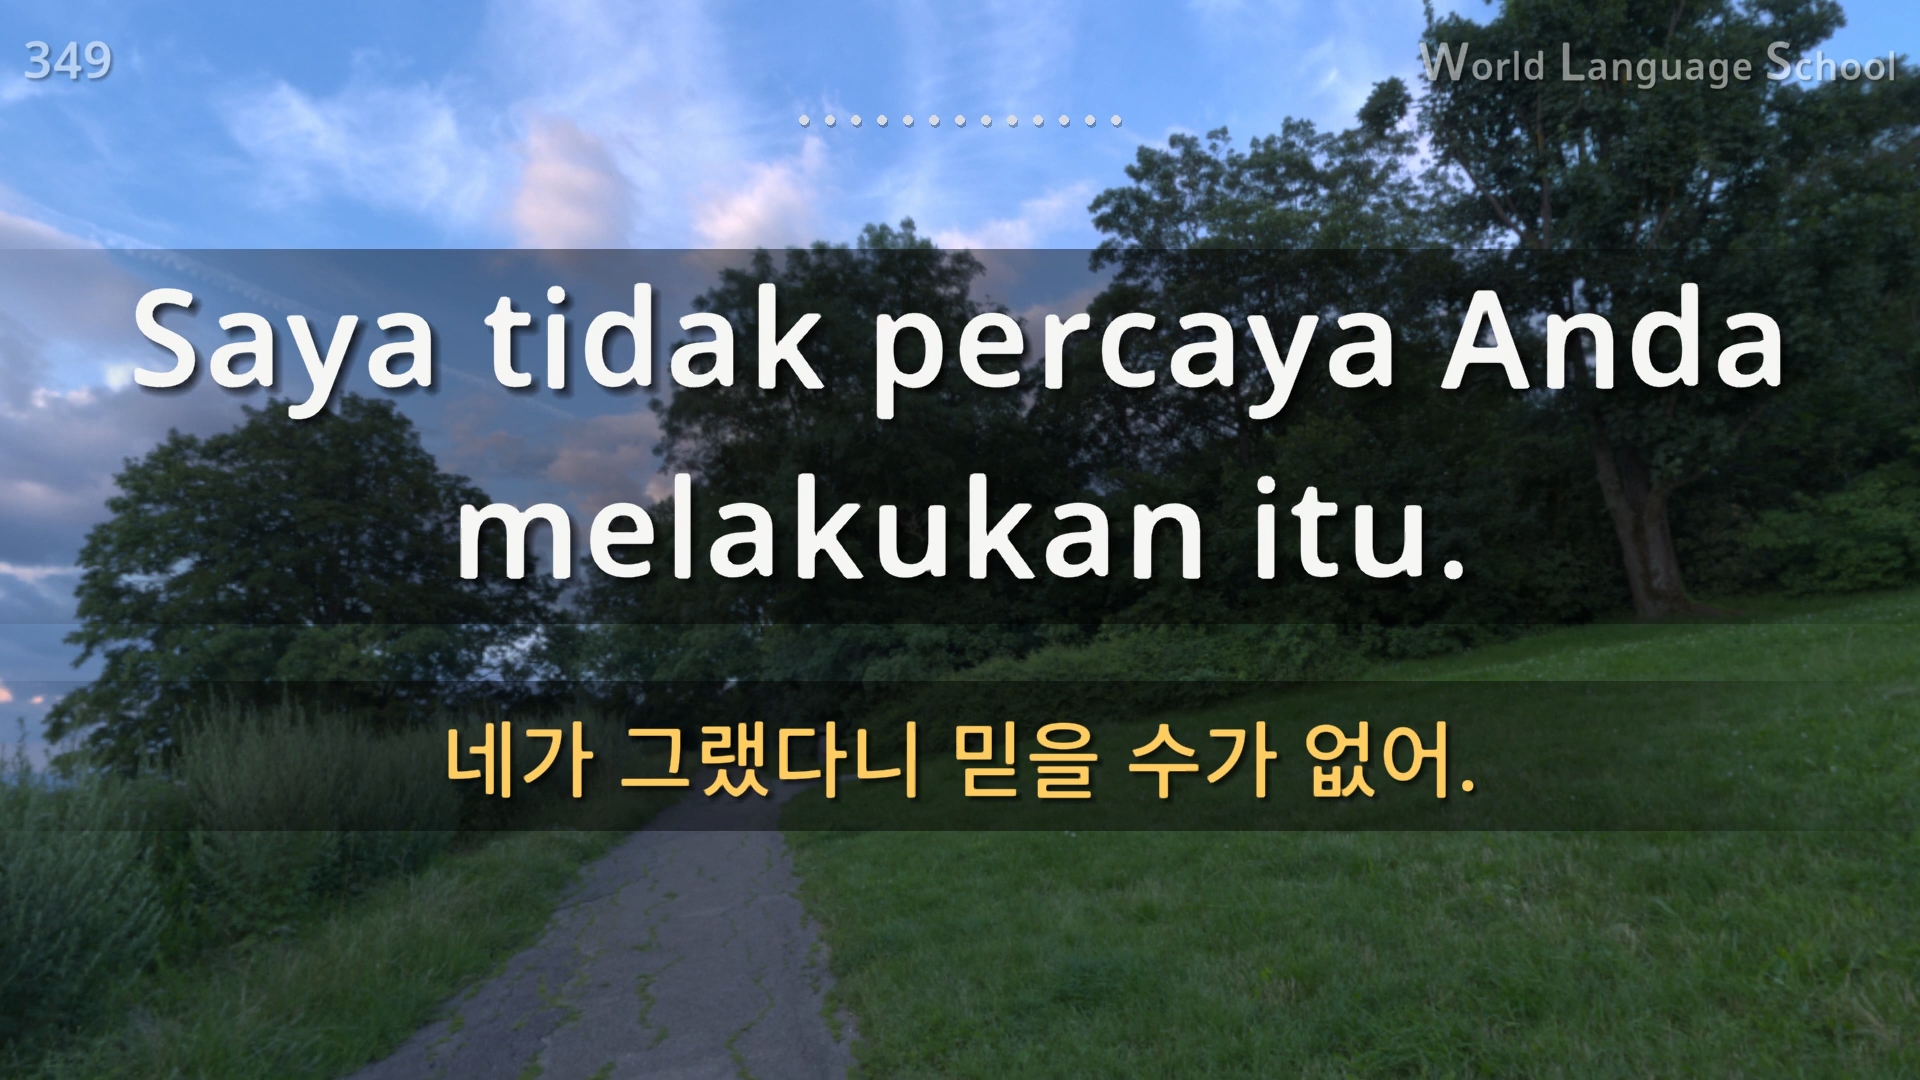 349
World Language School
Saya tidak percaya Anda
melakukan itu.
네가 그랬다니 믿을 수가 없어.